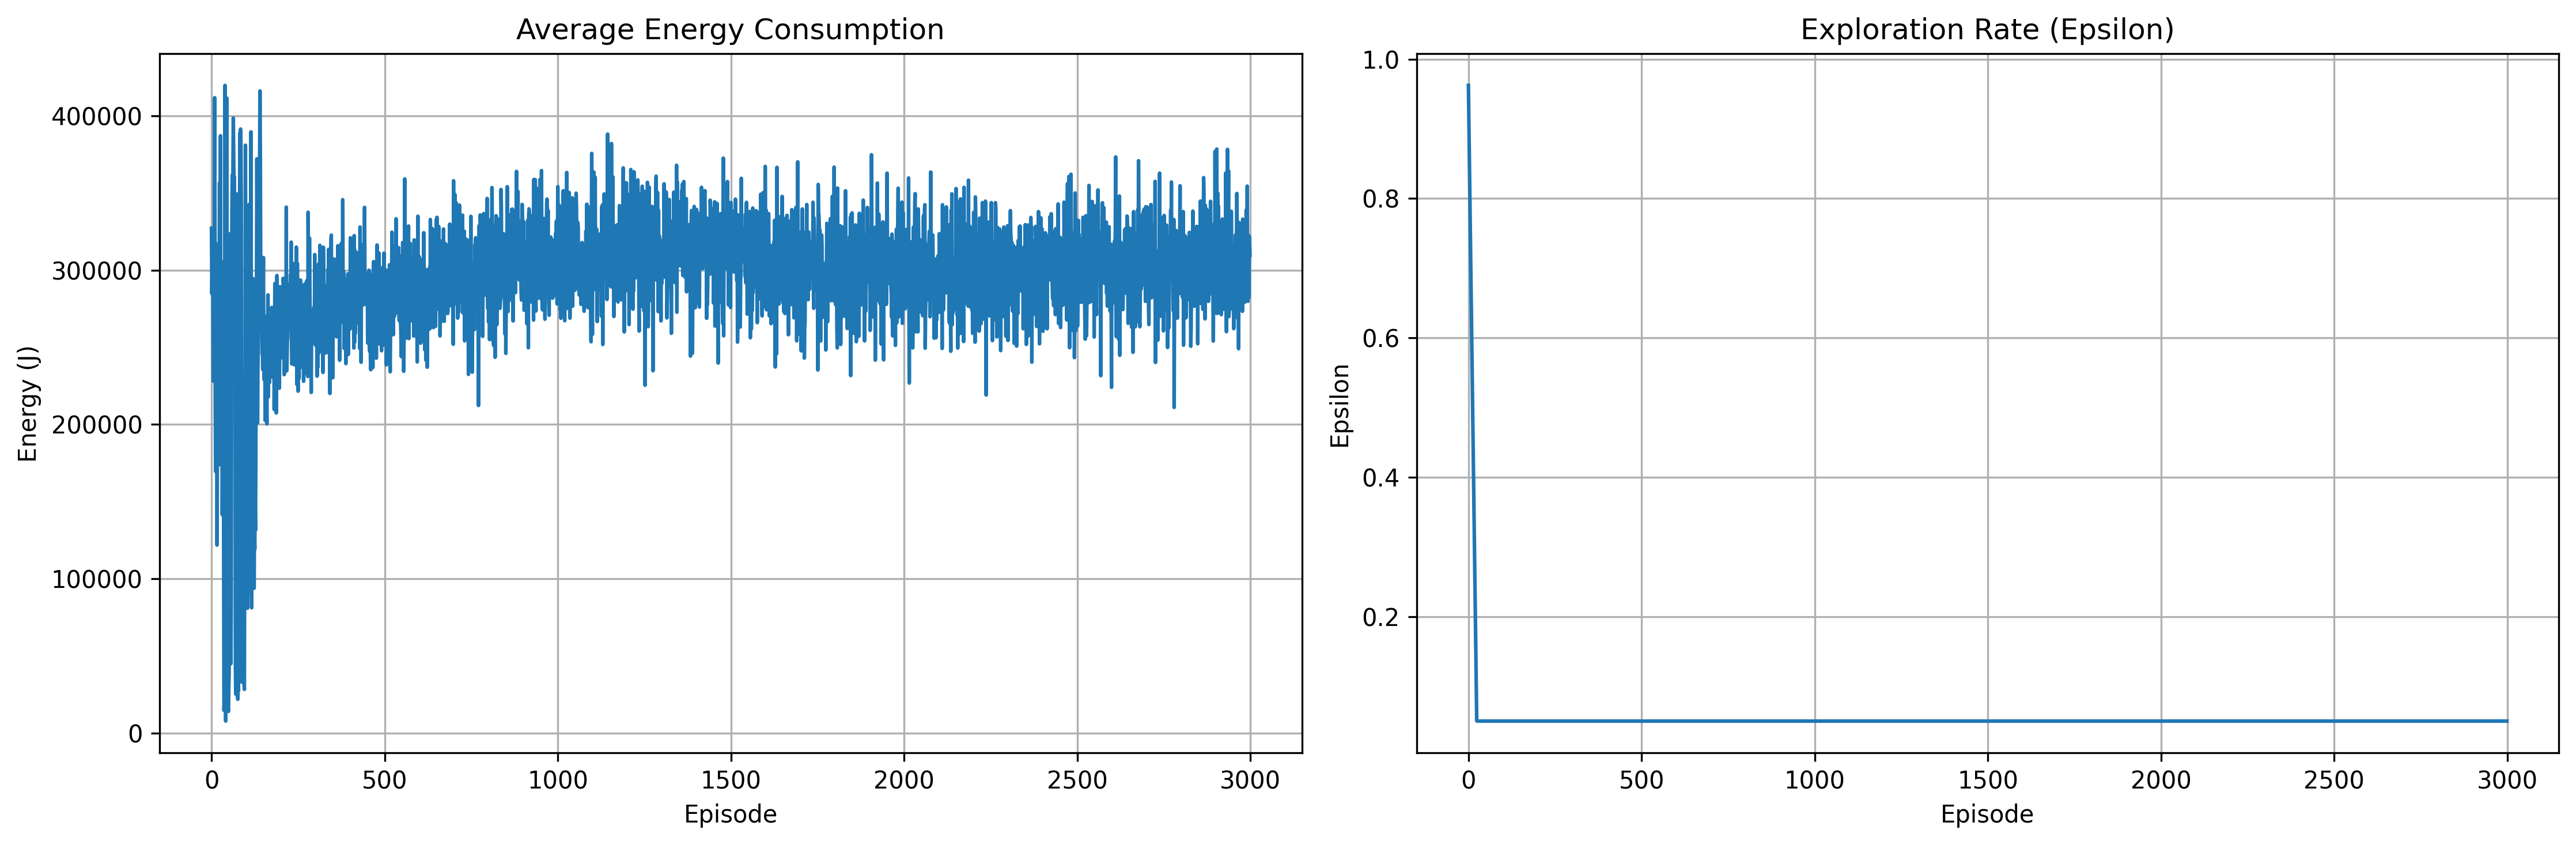 Average Energy Consumption
Energy (J)
400000
300000
200000
100000
0
0 500 1000 1500 2000 2500 3000
Episode
Exploration Rate (Epsilon)
Epsilon
1.0
0.8
0.6
0.4
0.2
0 500 1000 1500 2000 2500 3000
Episode